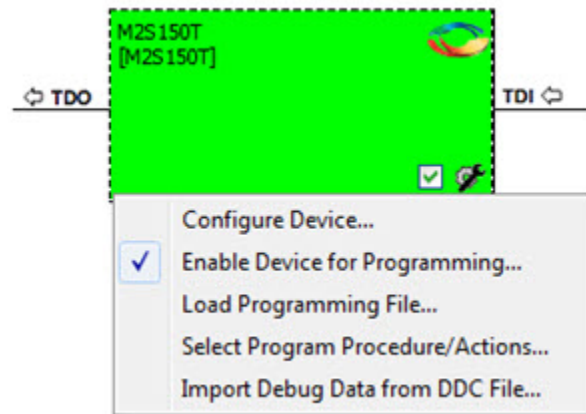 M2S150T
[M2S150T]
TDO
TDI
Configure Device...
Enable Device for Programming...
Load Programming File...
Select Program Procedure/Actions...
Import Debug Data from DDC File...